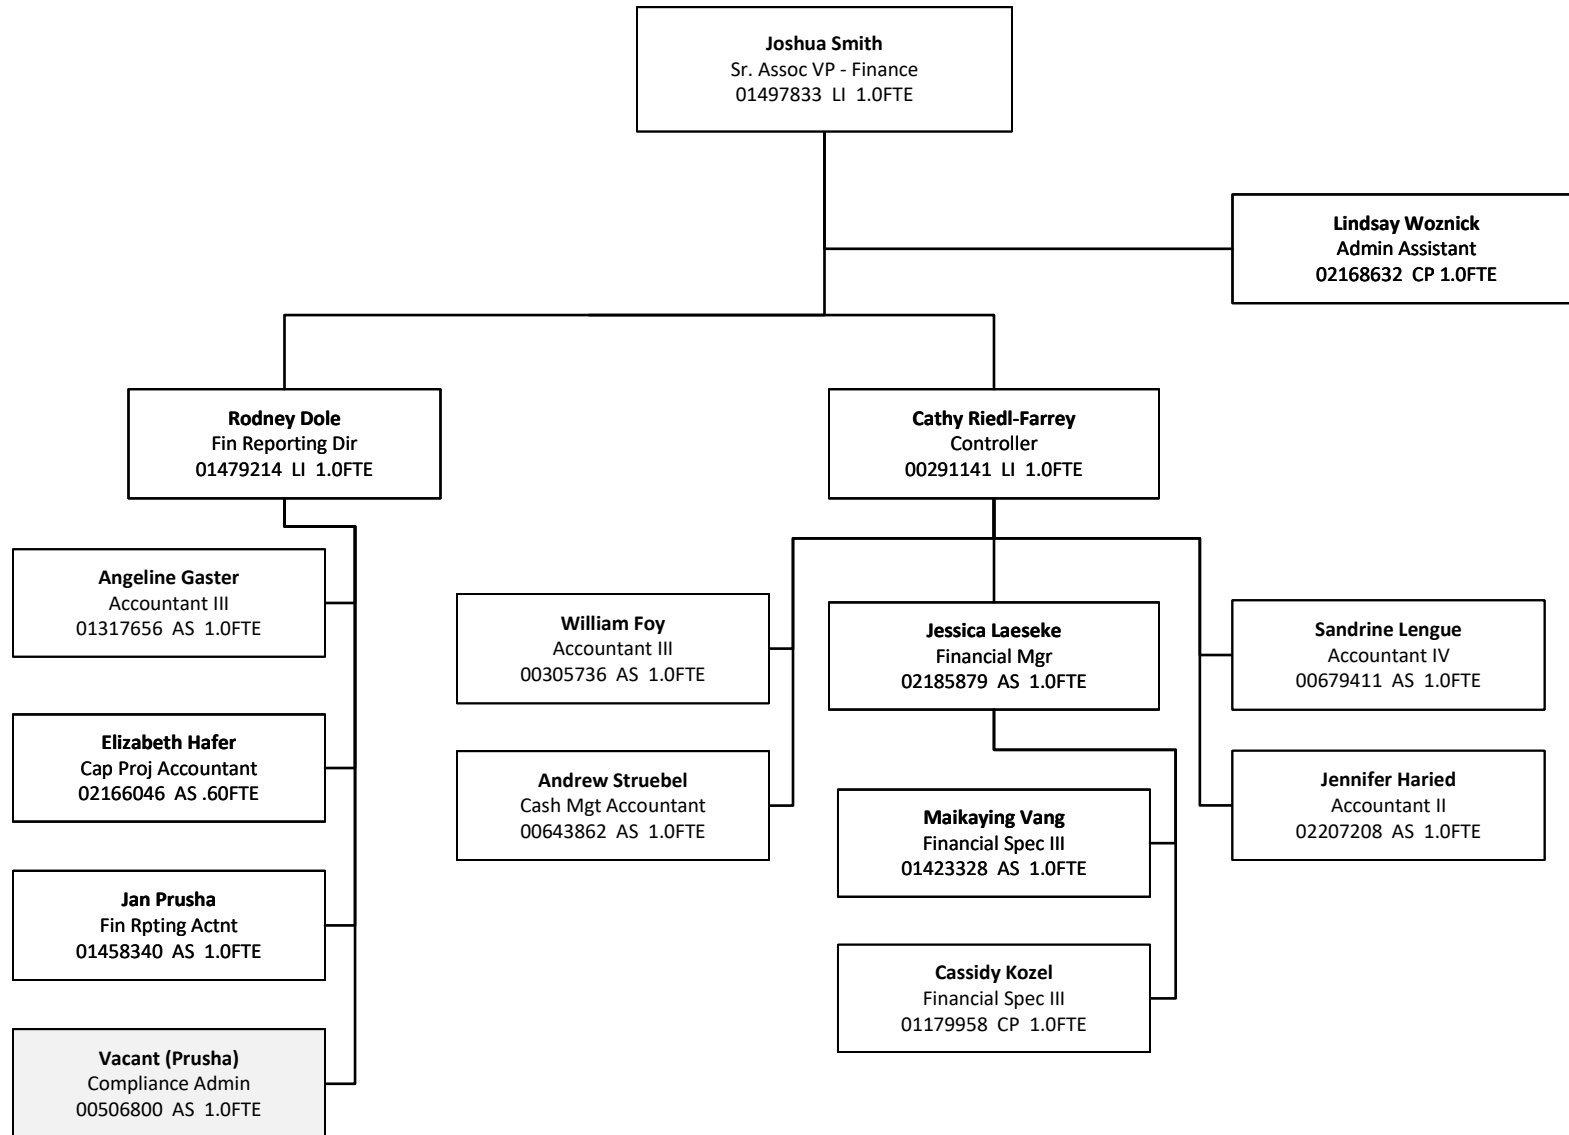 Joshua Smith
Sr. Assoc VP - Finance
01497833  LI  1.0FTE
Lindsay Woznick
Admin Assistant
02168632  CP 1.0FTE
Rodney Dole
Fin Reporting Dir
01479214  LI  1.0FTE
Cathy Riedl-Farrey
Controller
00291141  LI  1.0FTE
Angeline Gaster
Accountant III
01317656  AS  1.0FTE
Elizabeth Hafer
Cap Proj Accountant
02166046  AS .60FTE
Jan Prusha
Fin Rpting Actnt
01458340  AS  1.0FTE
Vacant (Prusha)
Compliance Admin
00506800  AS  1.0FTE
William Foy
Accountant III
00305736  AS  1.0FTE
Andrew Struebel
Cash Mgt Accountant
00643862  AS  1.0FTE
Jessica Laeseke
Financial Mgr
02185879  AS  1.0FTE
Maikaying Vang
Financial Spec III
01423328  AS  1.0FTE
Cassidy Kozel
Financial Spec III
01179958  CP  1.0FTE
Sandrine Lengue
Accountant IV
00679411  AS  1.0FTE
Jennifer Haried
Accountant II
02207208  AS  1.0FTE